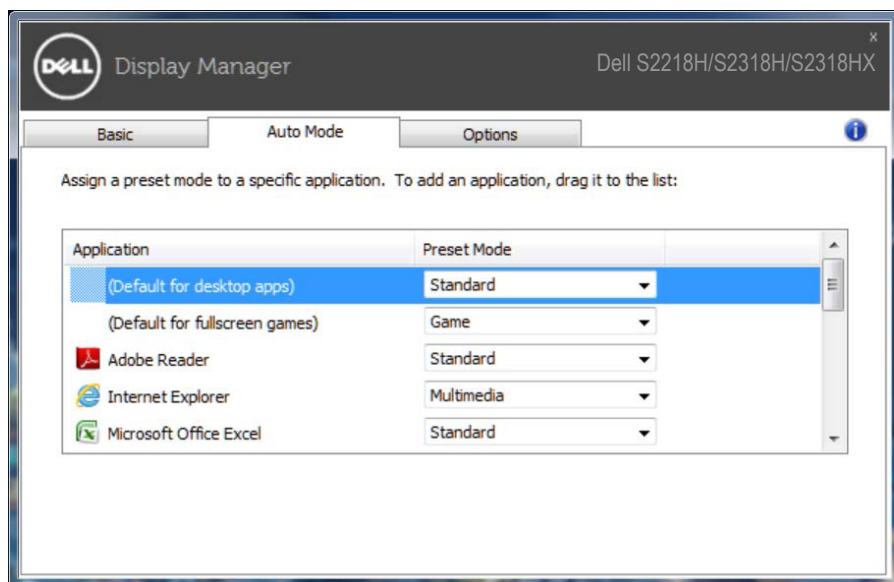 x
DELL Display Manager Dell S2218H/S2318H/S2318HX
Basic Auto Mode Options i
Assign a preset mode to a specific application. To add an application, drag it to the list:
Application Preset Mode
(Default for desktop apps) Standard
(Default for fullscreen games) Game
Adobe Reader Standard
Internet Explorer Multimedia
Microsoft Office Excel Standard